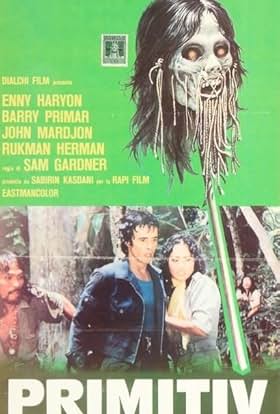 DIALCHI FILM presenta
ENNY HARYON
BARRY PRIMAR
JOHN MARDJON
RUKMAN HERMAN
regia di SAM GARDNER
presentato da SABIRIN KASDANI per la RAPI FILM
EASTMANCOLOR
PRIMITIV